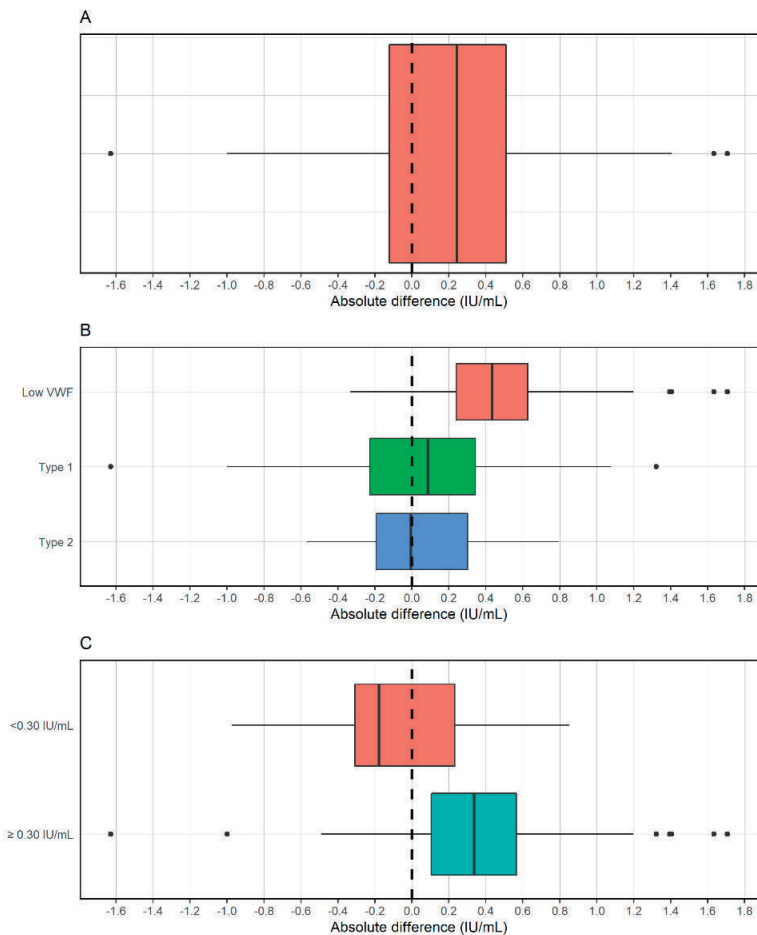 A
-1.6 -1.4 -1.2 -1.0 -0.8 -0.6 -0.4 -0.2 0.0 0.2 0.4 0.6 0.8 1.0 1.2 1.4 1.6 1.8
Absolute difference (IU/mL)
B
Low VWF
Type 1
Type 2
-1.6 -1.4 -1.2 -1.0 -0.8 -0.6 -0.4 -0.2 0.0 0.2 0.4 0.6 0.8 1.0 1.2 1.4 1.6 1.8
Absolute difference (IU/mL)
C
<0.30 IU/mL
≥ 0.30 IU/mL
-1.6 -1.4 -1.2 -1.0 -0.8 -0.6 -0.4 -0.2 0.0 0.2 0.4 0.6 0.8 1.0 1.2 1.4 1.6 1.8
Absolute difference (IU/mL)